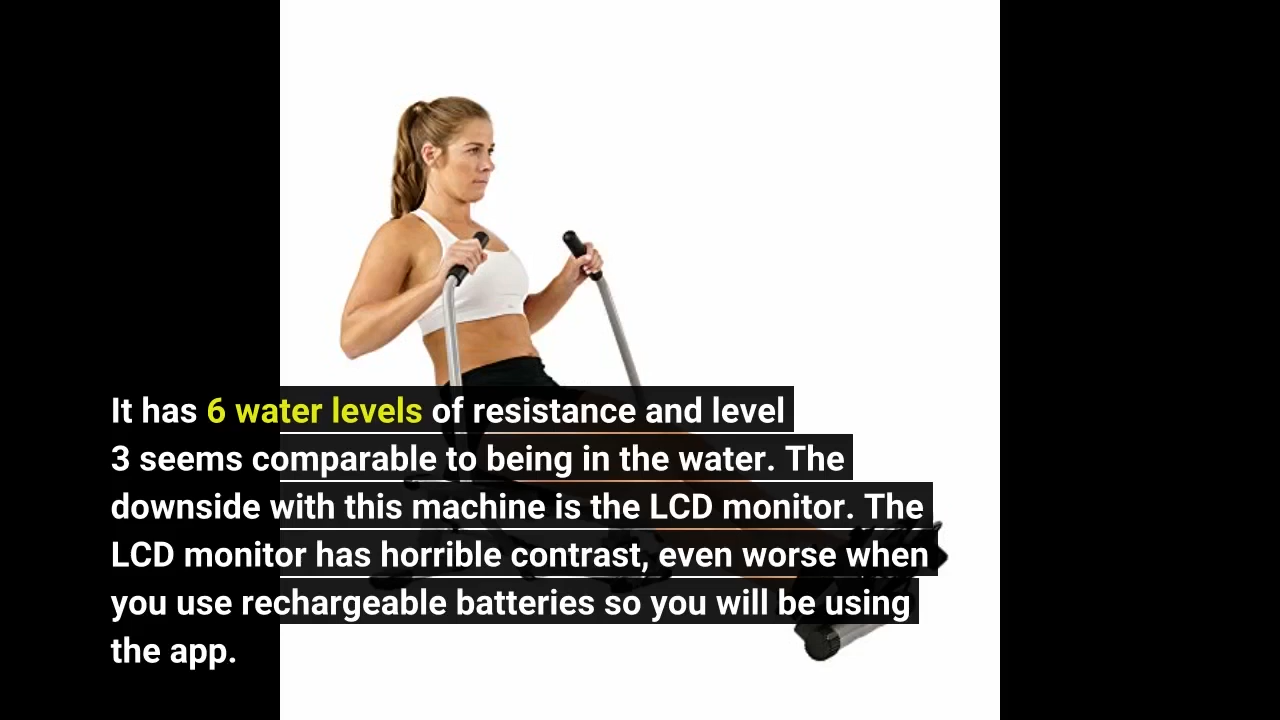 It has 6 water levels of resistance and level
3 seems comparable to being in the water. The
downside with this machine is the LCD monitor. The
LCD monitor has horrible contrast, even worse when
you use rechargeable batteries so you will be using
the app.